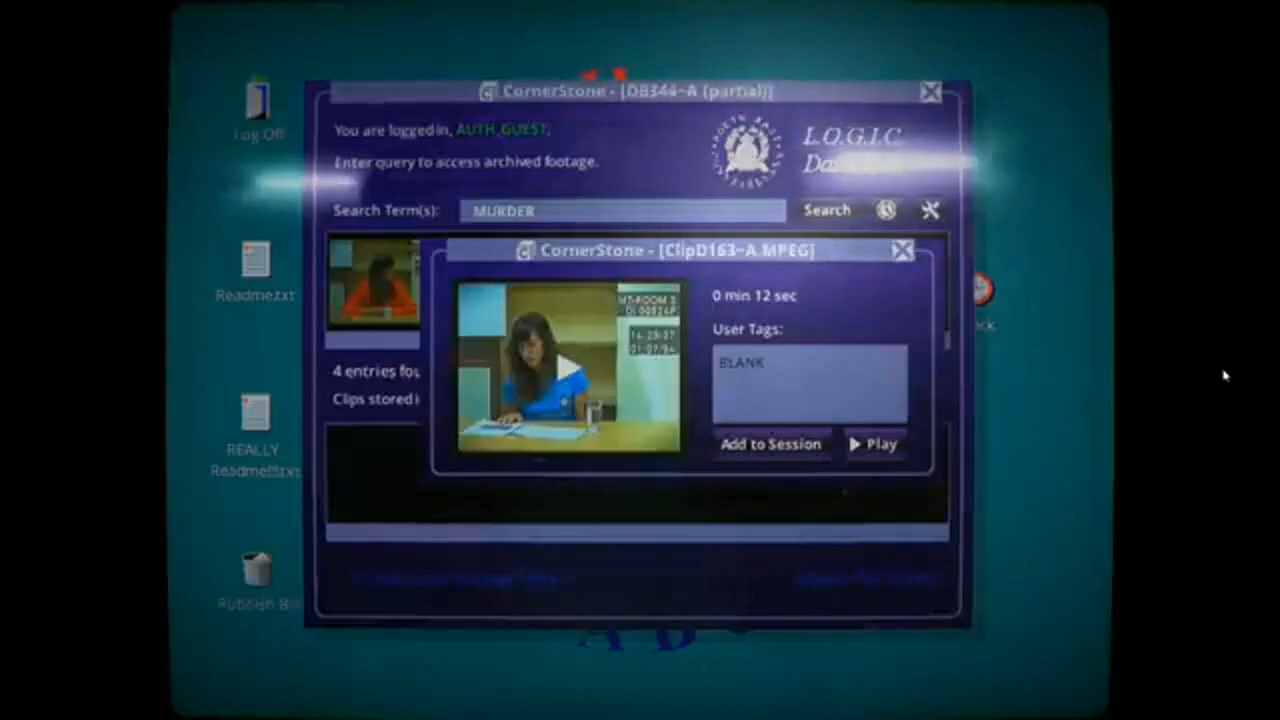 CornerStone - [DB344~A (partial)]
You are logged in, AUTH_GUEST.
Enter query to access archived footage.
L.O.G.I.C
Search Term(s):
MURDER
Search
Log Off
CornerStone - [ClipD163~A.MPEG]
0 min 12 sec
User Tags:
BLANK
Readme.txt
4 entries fou
Clips stored i
Add to Session
Play
REALLY
Readme!!!.txt
Rubbish Bin